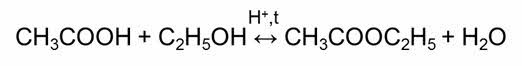 H⁺,t
CH₃COOH + C₂H₅OH ↔ CH₃COOC₂H₅ + H₂O